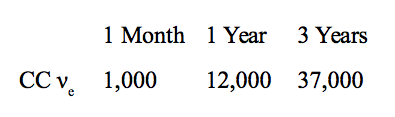 1 Month 1 Year 3 Years
CC νe 1,000 12,000 37,000